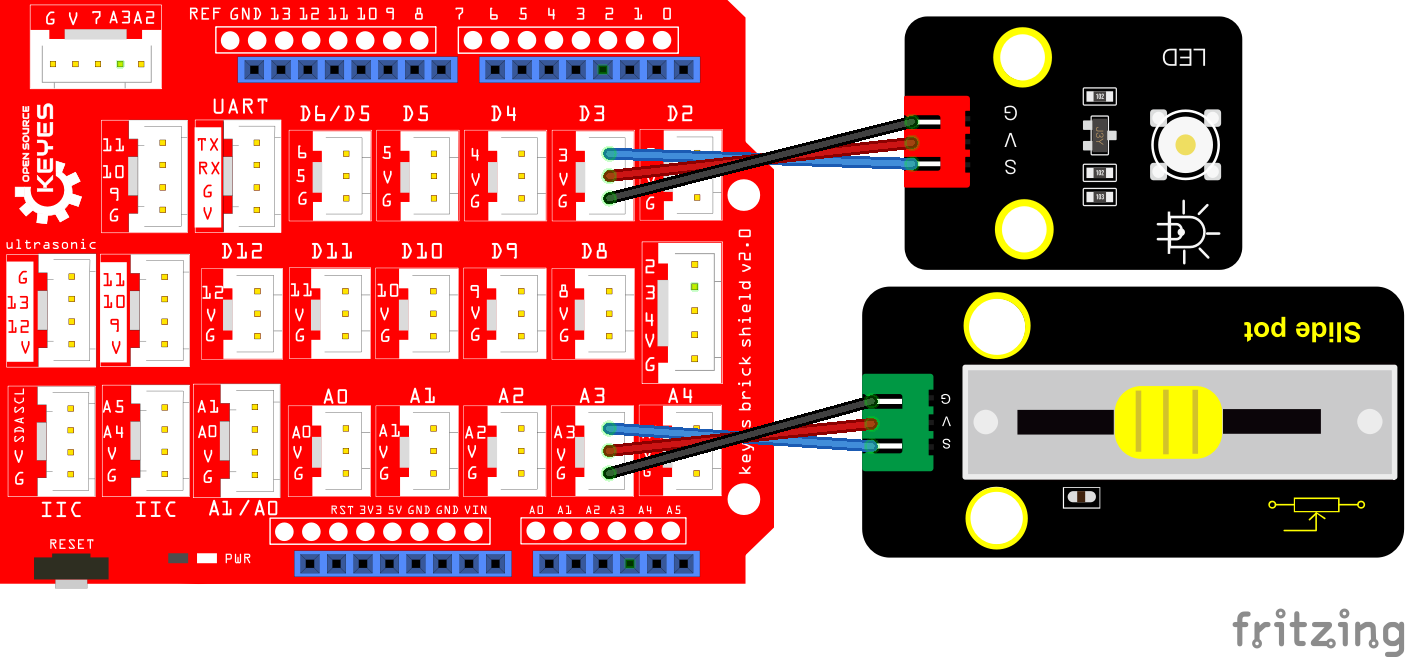 G V 7 A3 A2
REF GND 13 12 11 10 9 8
7 6 5 4 3 2 1 0
OPEN SOURCE
KEYES
UART
D6/D5
D5
D4
D3
D2
11
10
9
G
TX
RX
G
V
6
5
G
5
V
G
4
V
G
3
V
G
G
ultrasonic
G
13
12
V
11
10
9
V
D12
D11
D10
D9
D8
12
V
G
11
V
G
10
V
G
9
V
G
8
V
G
2
3
4
V
G
keyes brick shield v2.0
SCL
SDA
V
G
IIC
A5
A4
V
G
IIC
A1
A0
V
G
A1/A0
A0
A1
A2
A3
A4
A0
V
G
A1
V
G
A2
V
G
A3
V
G
G
RST 3V3 5V GND GND VIN
A0 A1 A2 A3 A4 A5
RESET
PWR
LED
G
V
S
102
J3Y
102
103
Slide pot
G
V
S
fritzing